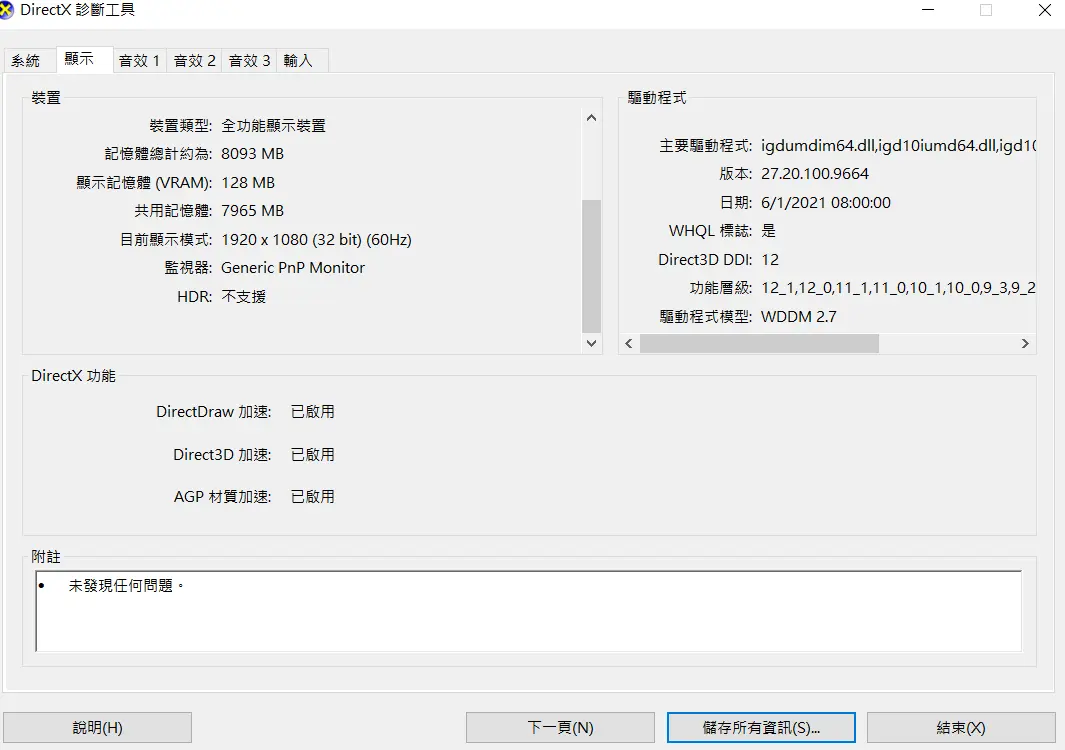 DirectX 診斷工具
系統 顯示 音效 1 音效 2 音效 3 輸入
裝置
裝置類型: 全功能顯示裝置
記憶體總計約為: 8093 MB
顯示記憶體 (VRAM): 128 MB
共用記憶體: 7965 MB
目前顯示模式: 1920 x 1080 (32 bit) (60Hz)
監視器: Generic PnP Monitor
HDR: 不支援
驅動程式
主要驅動程式: igdumdim64.dll,igd10iumd64.dll,igd10
版本: 27.20.100.9664
日期: 6/1/2021 08:00:00
WHQL 標誌: 是
Direct3D DDI: 12
功能層級: 12_1,12_0,11_1,11_0,10_1,10_0,9_3,9_2
驅動程式模型: WDDM 2.7
DirectX 功能
DirectDraw 加速: 已啟用
Direct3D 加速: 已啟用
AGP 材質加速: 已啟用
附註
• 未發現任何問題。
說明(H) 下一頁(N) 儲存所有資訊(S)... 結束(X)